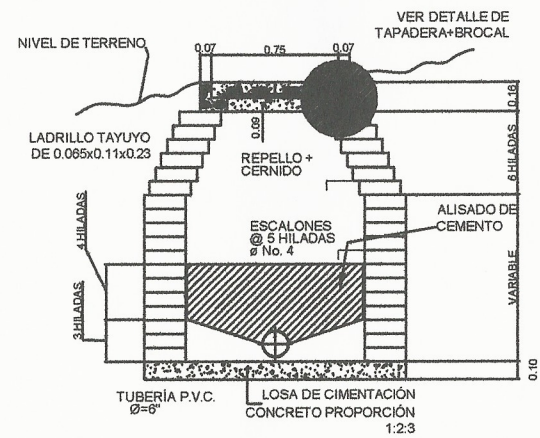 VER DETALLE DE
TAPADERA+BROCAL
NIVEL DE TERRENO
0.07
0.75
0.07
0.16
LADRILLO TAYUYO
DE 0.065x0.11x0.23
0.09
REPELLO +
CERNIDO
6 HILADAS
ESCALONES
@ 5 HILADAS
ø No. 4
ALISADO DE
CEMENTO
4 HILADAS
3 HILADAS
VARIABLE
0.10
TUBERÍA P.V.C.
Ø=6"
LOSA DE CIMENTACIÓN
CONCRETO PROPORCIÓN
1:2:3